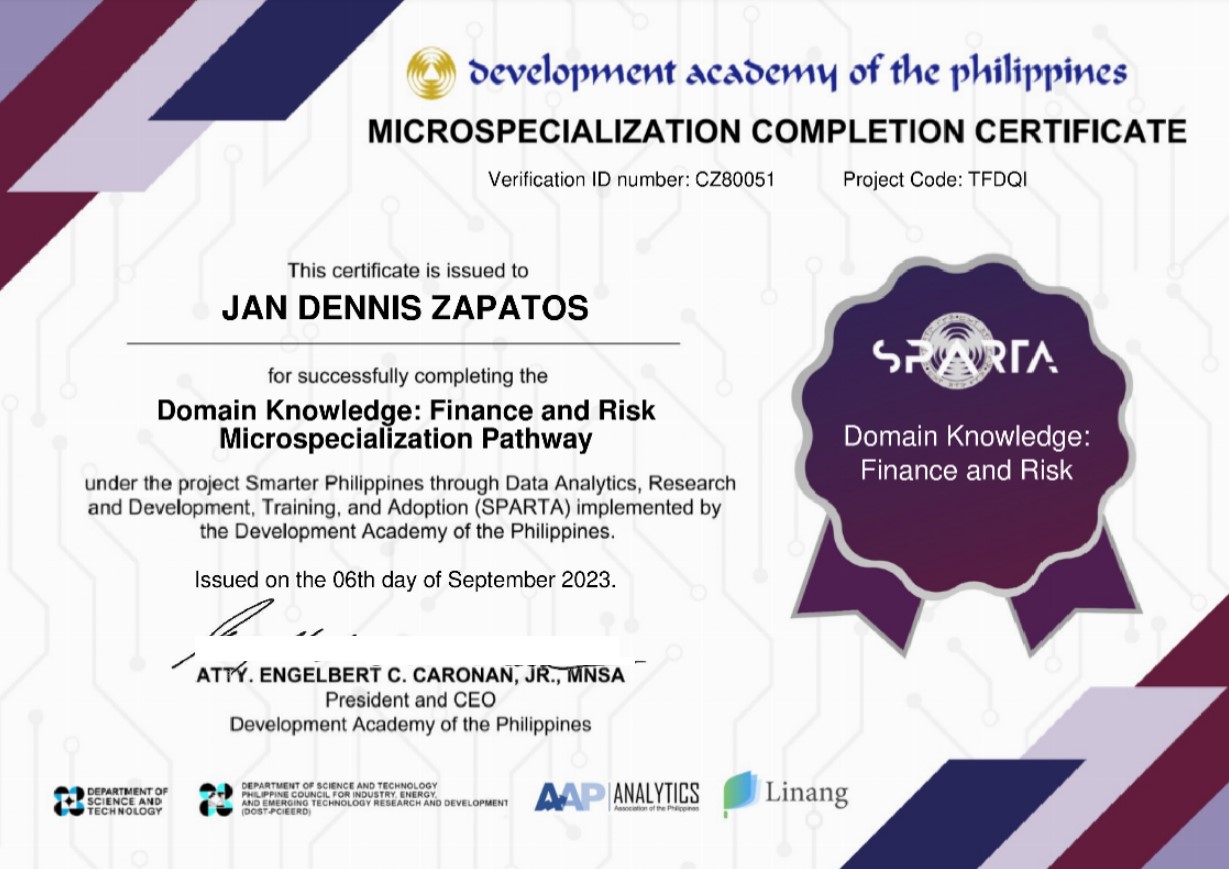 development academy of the philippines
MICROSPECIALIZATION COMPLETION CERTIFICATE
Verification ID number: CZ80051 Project Code: TFDQI
This certificate is issued to
JAN DENNIS ZAPATOS
for successfully completing the
Domain Knowledge: Finance and Risk
Microspecialization Pathway
under the project Smarter Philippines through Data Analytics, Research
and Development, Training, and Adoption (SPARTA) implemented by
the Development Academy of the Philippines.
Issued on the 06th day of September 2023.
ATTY. ENGELBERT C. CARONAN, JR., MNSA
President and CEO
Development Academy of the Philippines
SPARTA
Domain Knowledge:
Finance and Risk
DEPARTMENT OF
SCIENCE AND
TECHNOLOGY
DEPARTMENT OF SCIENCE AND TECHNOLOGY
PHILIPPINE COUNCIL FOR INDUSTRY, ENERGY,
AND EMERGING TECHNOLOGY RESEARCH AND DEVELOPMENT
(DOST-PCIEERD)
AAP ANALYTICS
Association of the Philippines
Linang